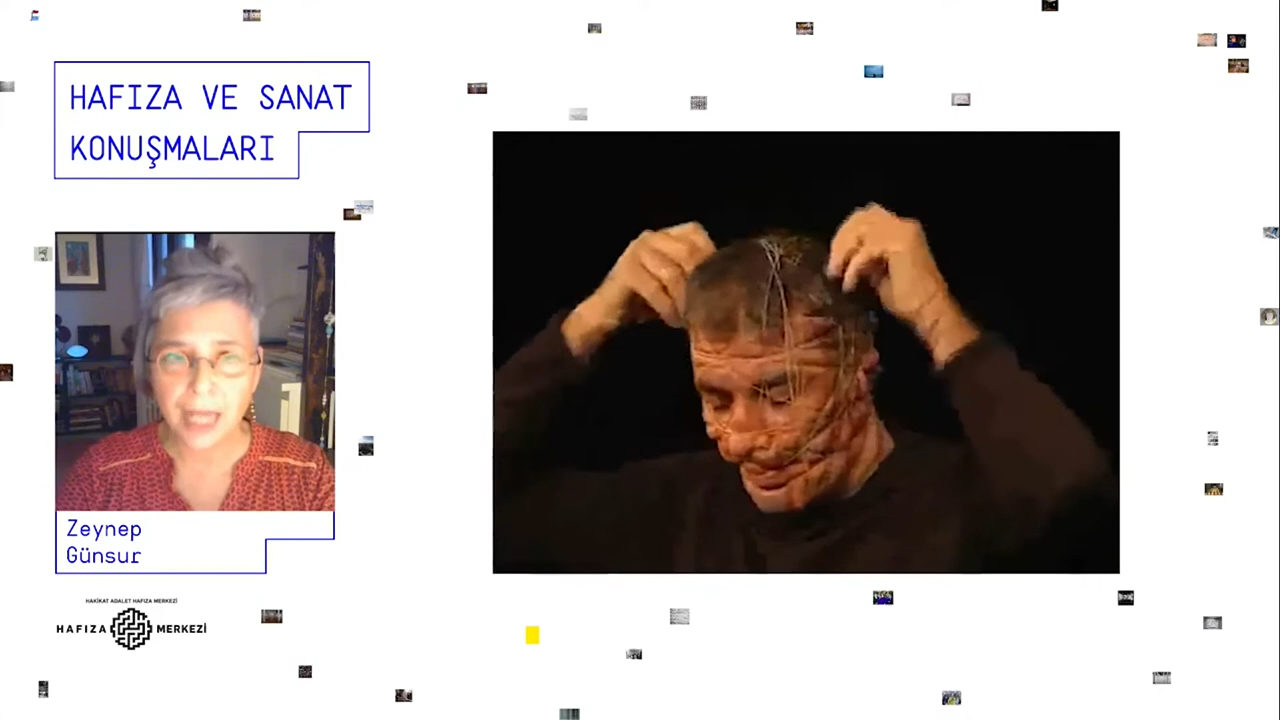 HAFIZA VE SANAT
KONUŞMALARI
Zeynep
Günsur
HAKİKAT ADALET HAFIZA MERKEZİ
HAFIZA MERKEZİ